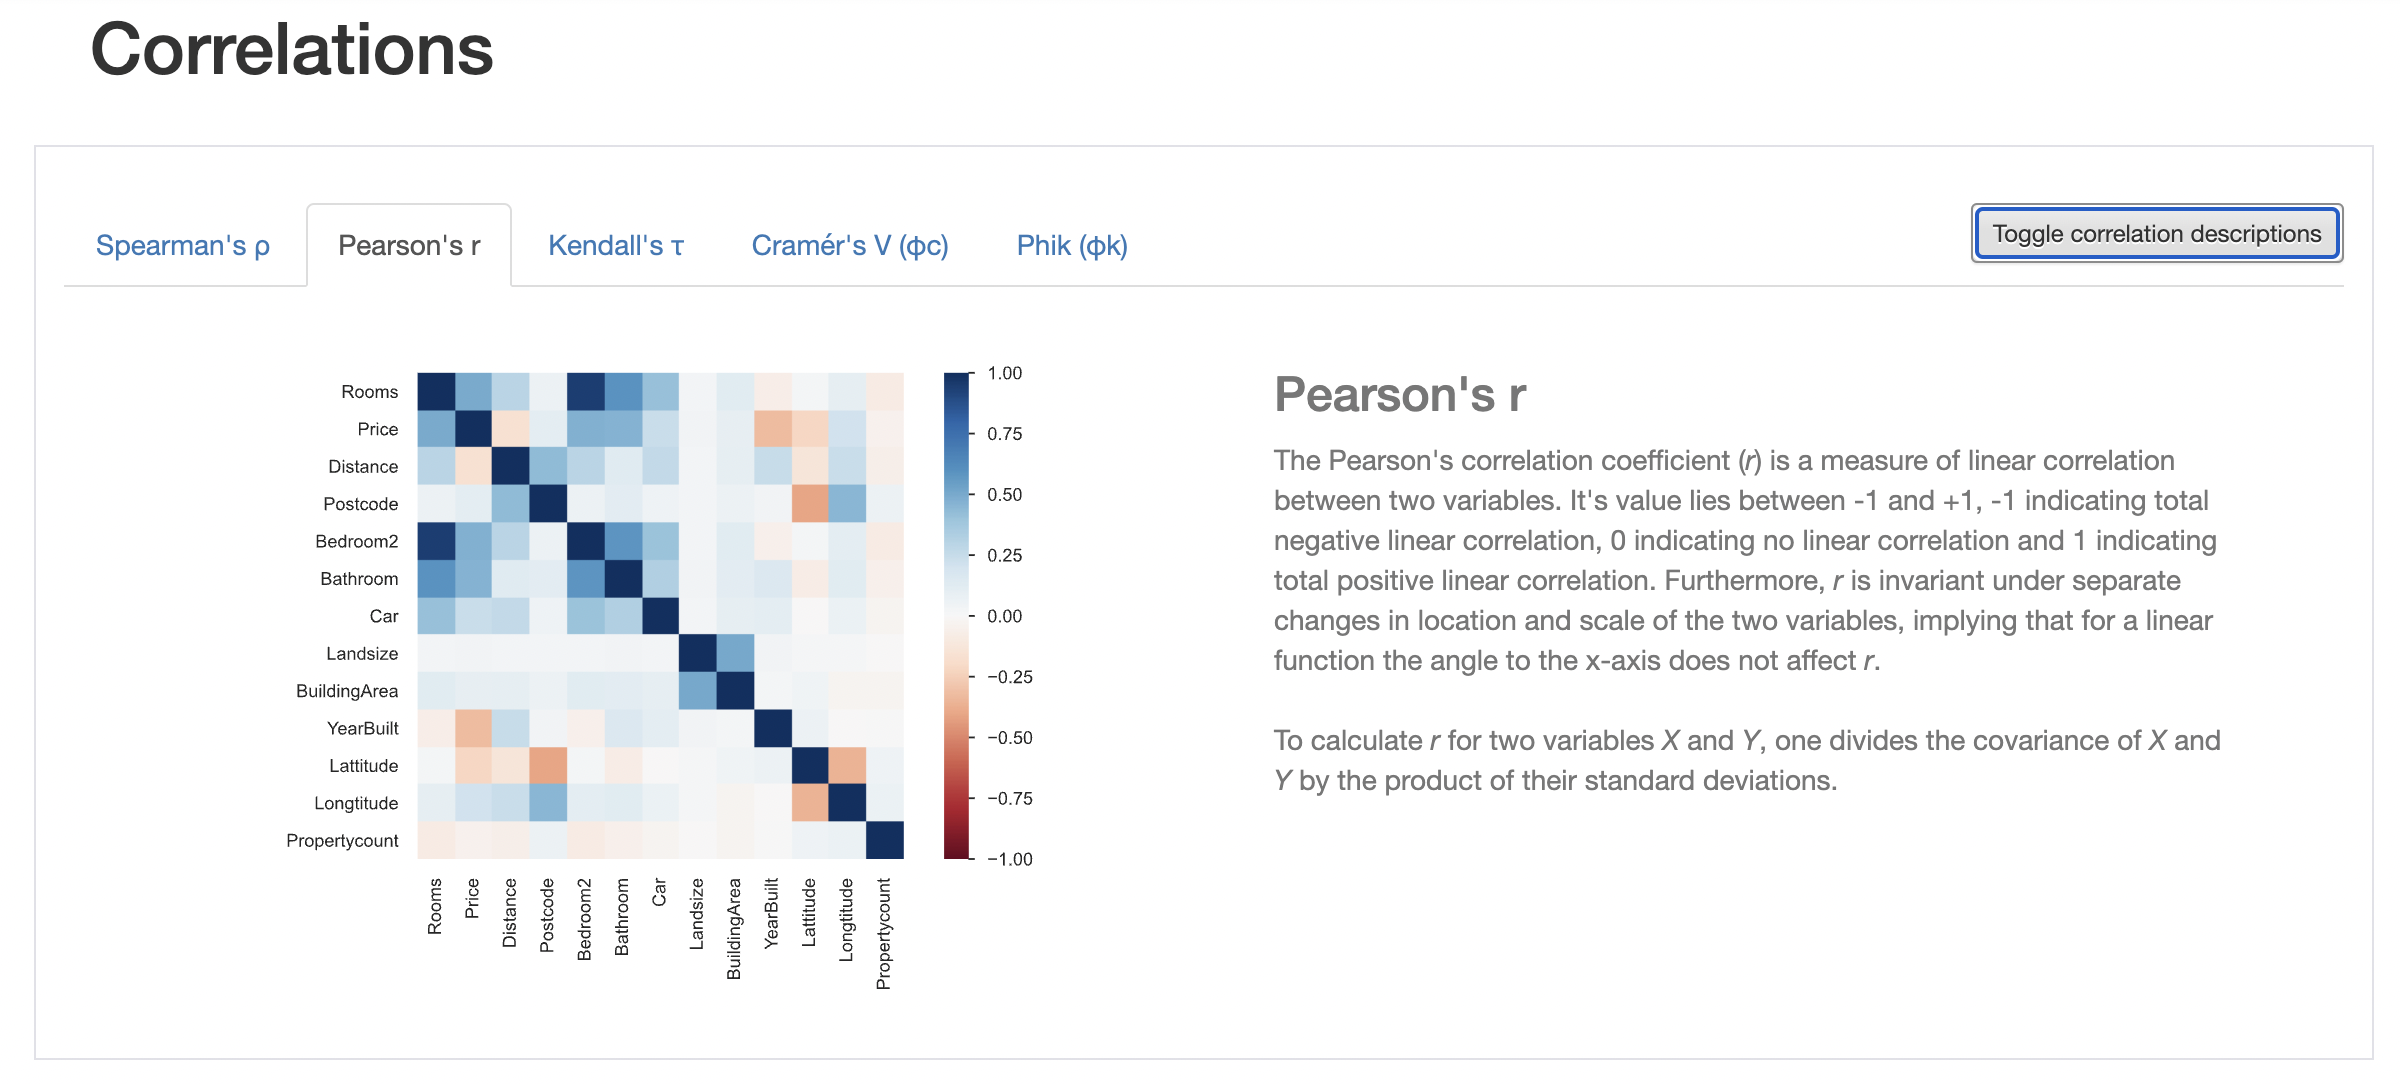 Correlations
Spearman's ρ
Pearson's r
Kendall's τ
Cramér's V (φc)
Phik (φk)
Toggle correlation descriptions
Rooms
Price
Distance
Postcode
Bedroom2
Bathroom
Car
Landsize
BuildingArea
YearBuilt
Lattitude
Longtitude
Propertycount
Rooms
Price
Distance
Postcode
Bedroom2
Bathroom
Car
Landsize
BuildingArea
YearBuilt
Lattitude
Longtitude
Propertycount
1.00
0.75
0.50
0.25
0.00
−0.25
−0.50
−0.75
−1.00
Pearson's r
The Pearson's correlation coefficient (r) is a measure of linear correlation
between two variables. It's value lies between -1 and +1, -1 indicating total
negative linear correlation, 0 indicating no linear correlation and 1 indicating
total positive linear correlation. Furthermore, r is invariant under separate
changes in location and scale of the two variables, implying that for a linear
function the angle to the x-axis does not affect r.
To calculate r for two variables X and Y, one divides the covariance of X and
Y by the product of their standard deviations.